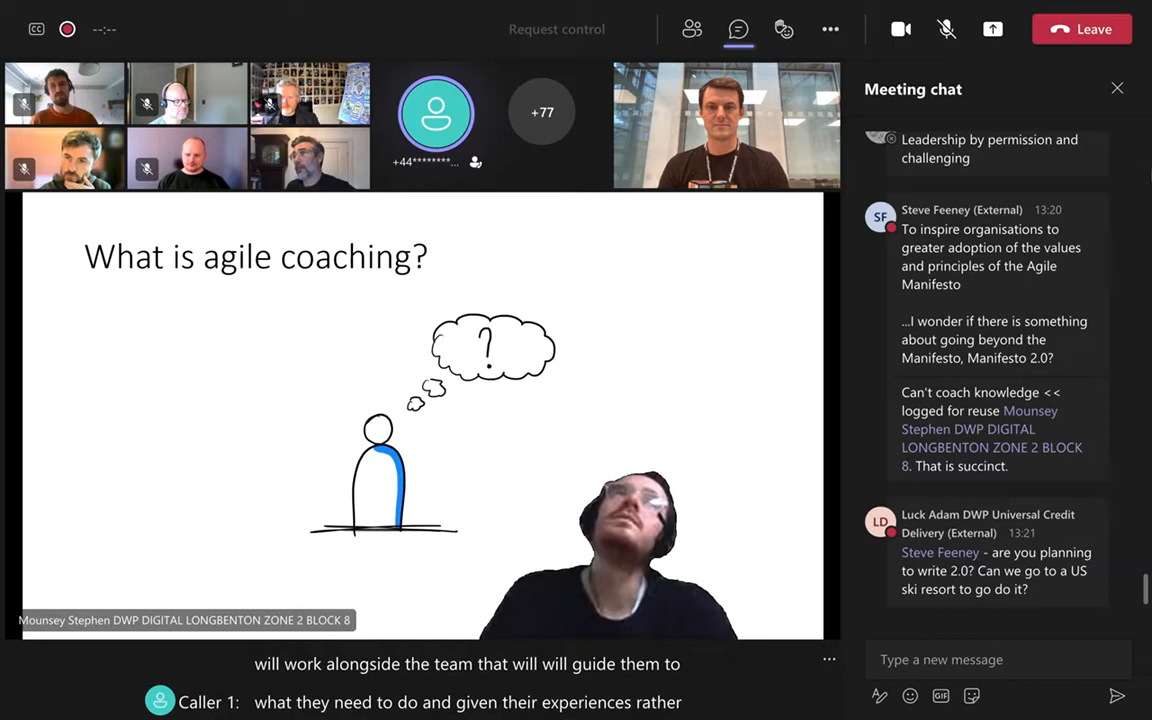 CC
--:--
Request control
Leave
+44********...
+77
Meeting chat
Leadership by permission and
challenging
SF
Steve Feeney (External) 13:20
To inspire organisations to
greater adoption of the values
and principles of the Agile
Manifesto
...I wonder if there is something
about going beyond the
Manifesto, Manifesto 2.0?
Can't coach knowledge <<
logged for reuse Mounsey
Stephen DWP DIGITAL
LONGBENTON ZONE 2 BLOCK
8. That is succinct.
LD
Luck Adam DWP Universal Credit
Delivery (External) 13:21
Steve Feeney - are you planning
to write 2.0? Can we go to a US
ski resort to go do it?
Type a new message
GIF
What is agile coaching?
?
Mounsey Stephen DWP DIGITAL LONGBENTON ZONE 2 BLOCK 8
will work alongside the team that will will guide them to
Caller 1: what they need to do and given their experiences rather